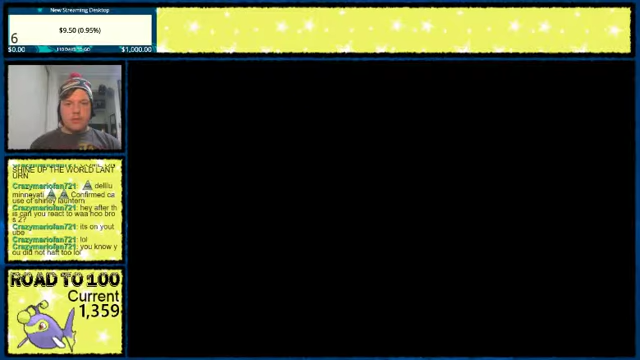 New Streaming Desktop
$9.50 (0.95%)
6
$0.00
$1,000.00
SHINE UP THE WORLD LANT
URN
Crazymariofan721: delliu
minneyati Confirmed ca
use of shiney launtern
Crazymariofan721: hey after th
is can you react to waa hoo bro
s 2?
Crazymariofan721: its on yout
ube
Crazymariofan721: lol
Crazymariofan721: you know y
ou did not haft too lol
ROAD TO 100
Current
1,359